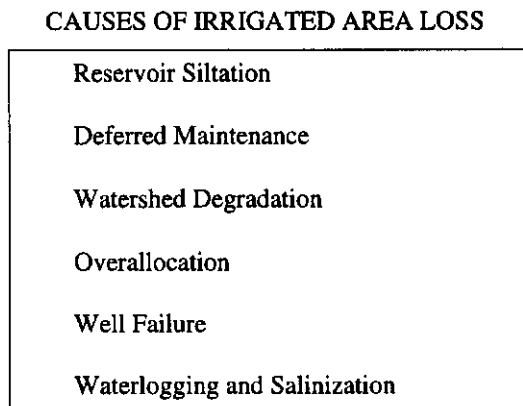 CAUSES OF IRRIGATED AREA LOSS
Reservoir Siltation
Deferred Maintenance
Watershed Degradation
Overallocation
Well Failure
Waterlogging and Salinization